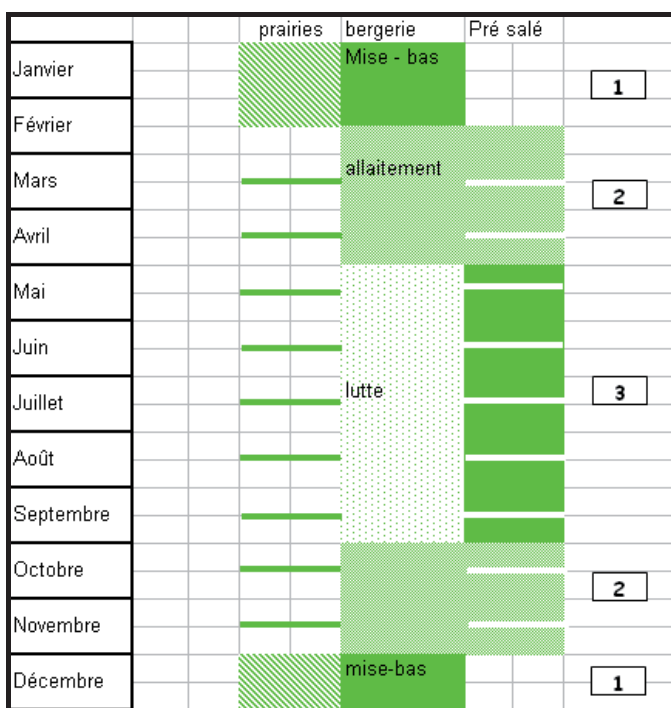 prairies bergerie Pré salé
Mise - bas
Janvier
1
Février
allaitement
Mars
2
Avril
Mai
Juin
lutte
3
Juillet
Août
Septembre
Octobre
2
Novembre
mise-bas
Décembre
1